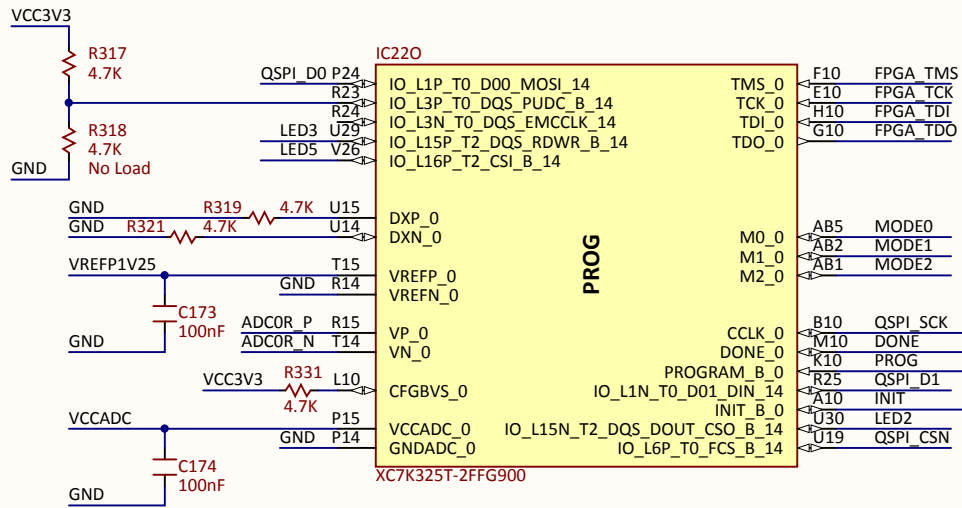 VCC3V3
R317
4.7K
R318
4.7K
No Load
GND
IC22O
QSPI_D0 P24 IO_L1P_T0_D00_MOSI_14
R23 IO_L3P_T0_DQS_PUDC_B_14
R24 IO_L3N_T0_DQS_EMCCLK_14
LED3 U29 IO_L15P_T2_DQS_RDWR_B_14
LED5 V26 IO_L16P_T2_CSI_B_14
TMS_0 F10 FPGA_TMS
TCK_0 E10 FPGA_TCK
TDI_0 H10 FPGA_TDI
TDO_0 G10 FPGA_TDO
GND R319 4.7K U15 DXP_0
GND R321 4.7K U14 DXN_0
PROG
M0_0 AB5 MODE0
M1_0 AB2 MODE1
M2_0 AB1 MODE2
VREFP1V25 T15 VREFP_0
GND R14 VREFN_0
C173
100nF
GND
ADC0R_P R15 VP_0
ADC0R_N T14 VN_0
VCC3V3 R331 4.7K L10 CFGBVS_0
VCCADC P15 VCCADC_0
GND P14 GNDADC_0
C174
100nF
GND
CCLK_0 B10 QSPI_SCK
DONE_0 M10 DONE
PROGRAM_B_0 K10 PROG
IO_L1N_T0_D01_DIN_14 R25 QSPI_D1
INIT_B_0 A10 INIT
IO_L15N_T2_DQS_DOUT_CSO_B_14 U30 LED2
IO_L6P_T0_FCS_B_14 U19 QSPI_CSN
XC7K325T-2FFG900